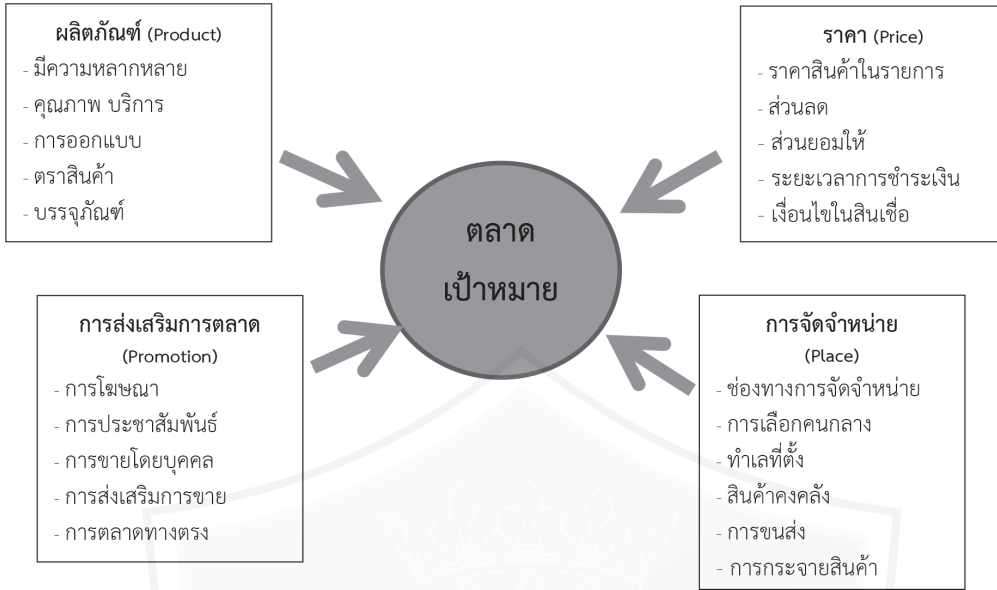 ผลิตภัณฑ์ (Product)
- มีความหลากหลาย
- คุณภาพ บริการ
- การออกแบบ
- ตราสินค้า
- บรรจุภัณฑ์
ราคา (Price)
- ราคาสินค้าในรายการ
- ส่วนลด
- ส่วนยอมให้
- ระยะเวลาการชำระเงิน
- เงื่อนไขในสินเชื่อ
ตลาด
เป้าหมาย
การส่งเสริมการตลาด
(Promotion)
- การโฆษณา
- การประชาสัมพันธ์
- การขายโดยบุคคล
- การส่งเสริมการขาย
- การตลาดทางตรง
การจัดจำหน่าย
(Place)
- ช่องทางการจัดจำหน่าย
- การเลือกคนกลาง
- ทำเลที่ตั้ง
- สินค้าคงคลัง
- การขนส่ง
- การกระจายสินค้า